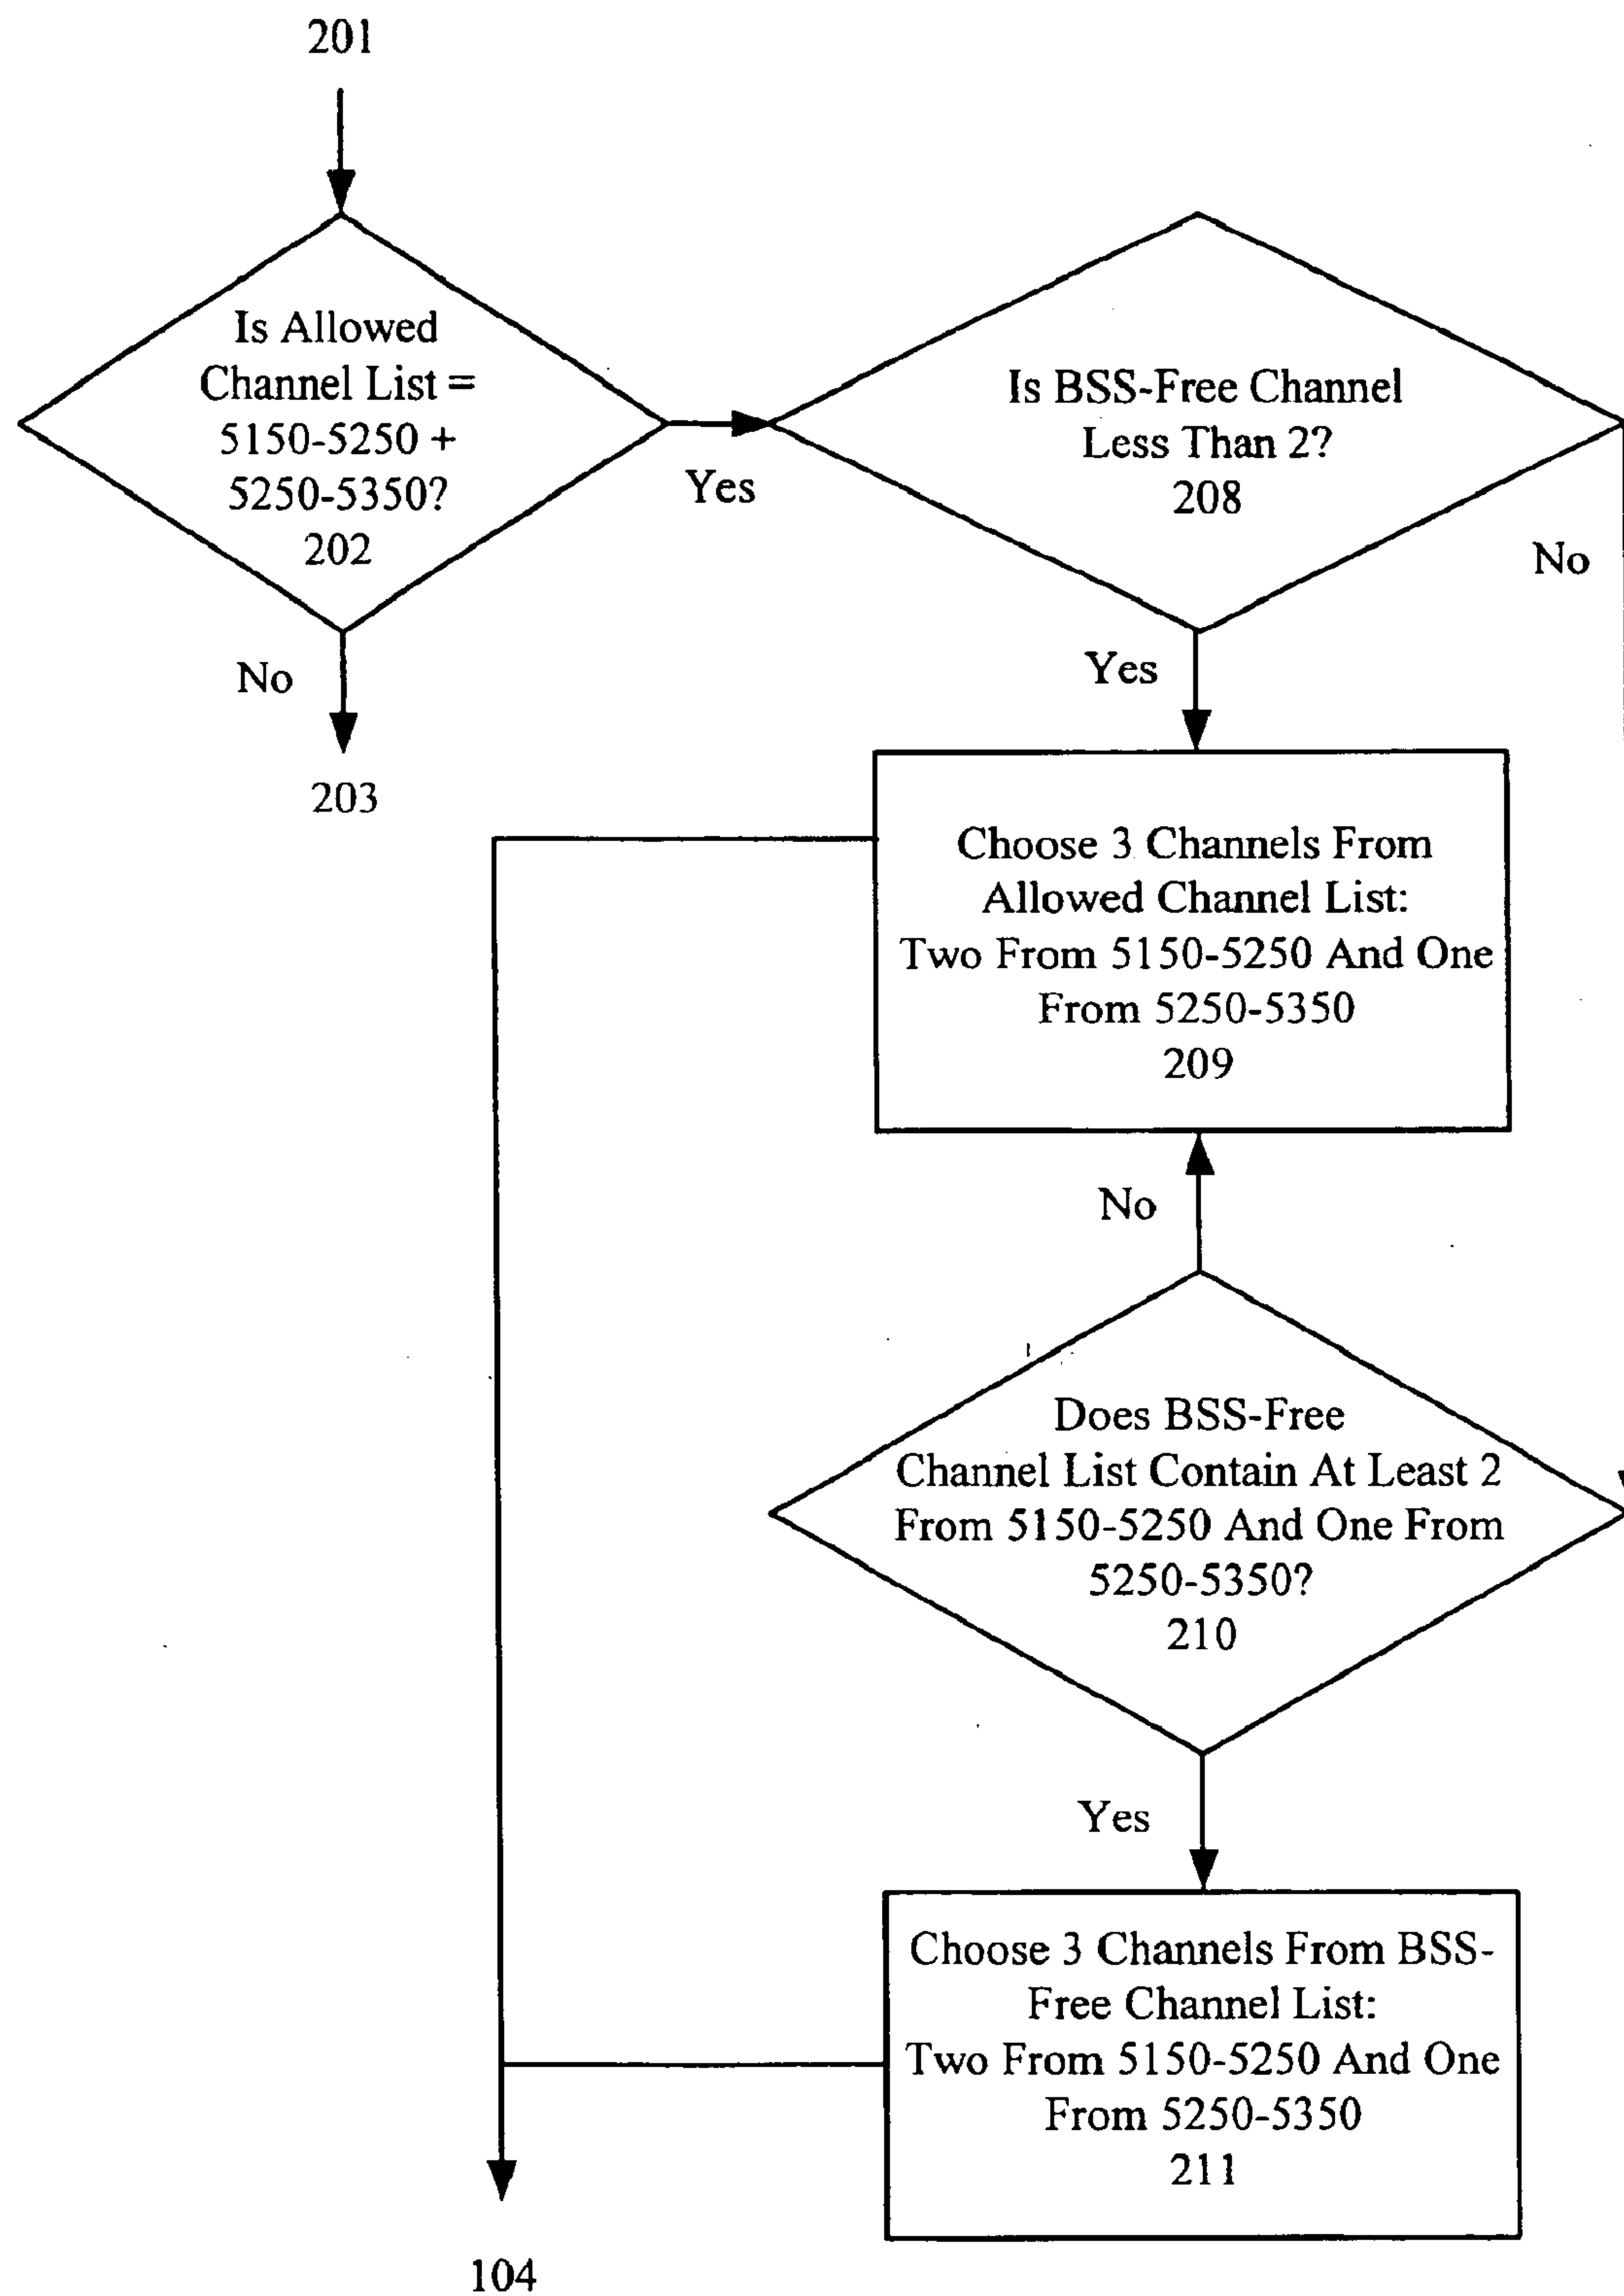 201
Is Allowed
Channel List =
5150-5250 +
5250-5350?
202
Yes
No
203
Is BSS-Free Channel
Less Than 2?
208
No
Yes
Choose 3 Channels From
Allowed Channel List:
Two From 5150-5250 And One
From 5250-5350
209
No
Does BSS-Free
Channel List Contain At Least 2
From 5150-5250 And One From
5250-5350?
210
Yes
Choose 3 Channels From BSS-
Free Channel List:
Two From 5150-5250 And One
From 5250-5350
211
104